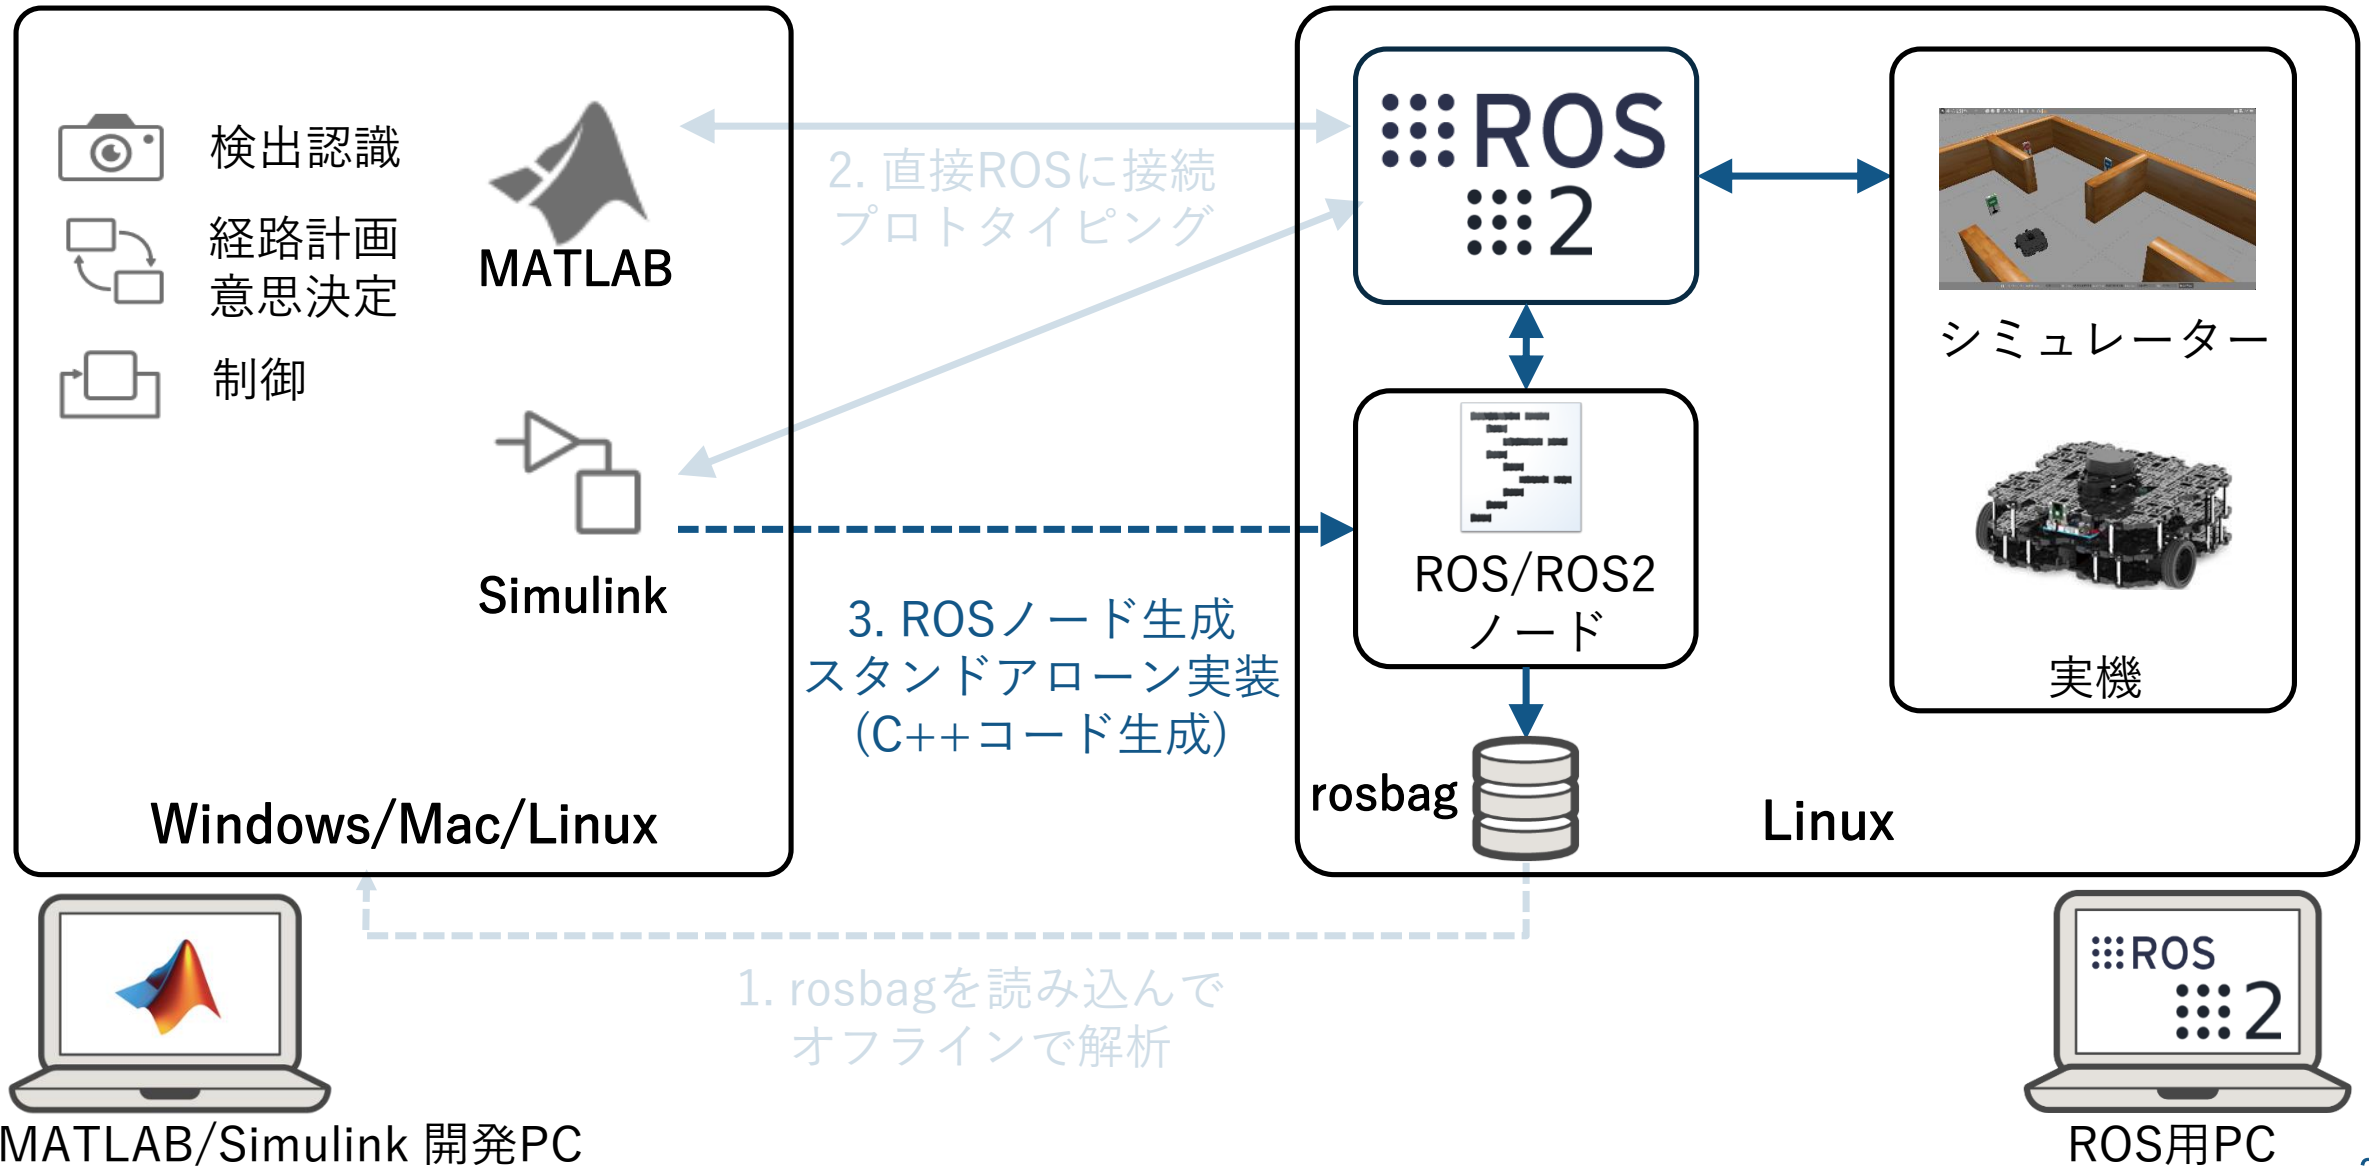 検出認識
経路計画
意思決定
制御
MATLAB
Simulink
Windows/Mac/Linux
2. 直接ROSに接続
プロトタイピング
3. ROSノード生成
スタンドアローン実装
(C++コード生成)
1. rosbagを読み込んで
オフラインで解析
ROS
2
ROS/ROS2
ノード
rosbag
シミュレーター
実機
Linux
MATLAB/Simulink 開発PC
ROS
2
ROS用PC